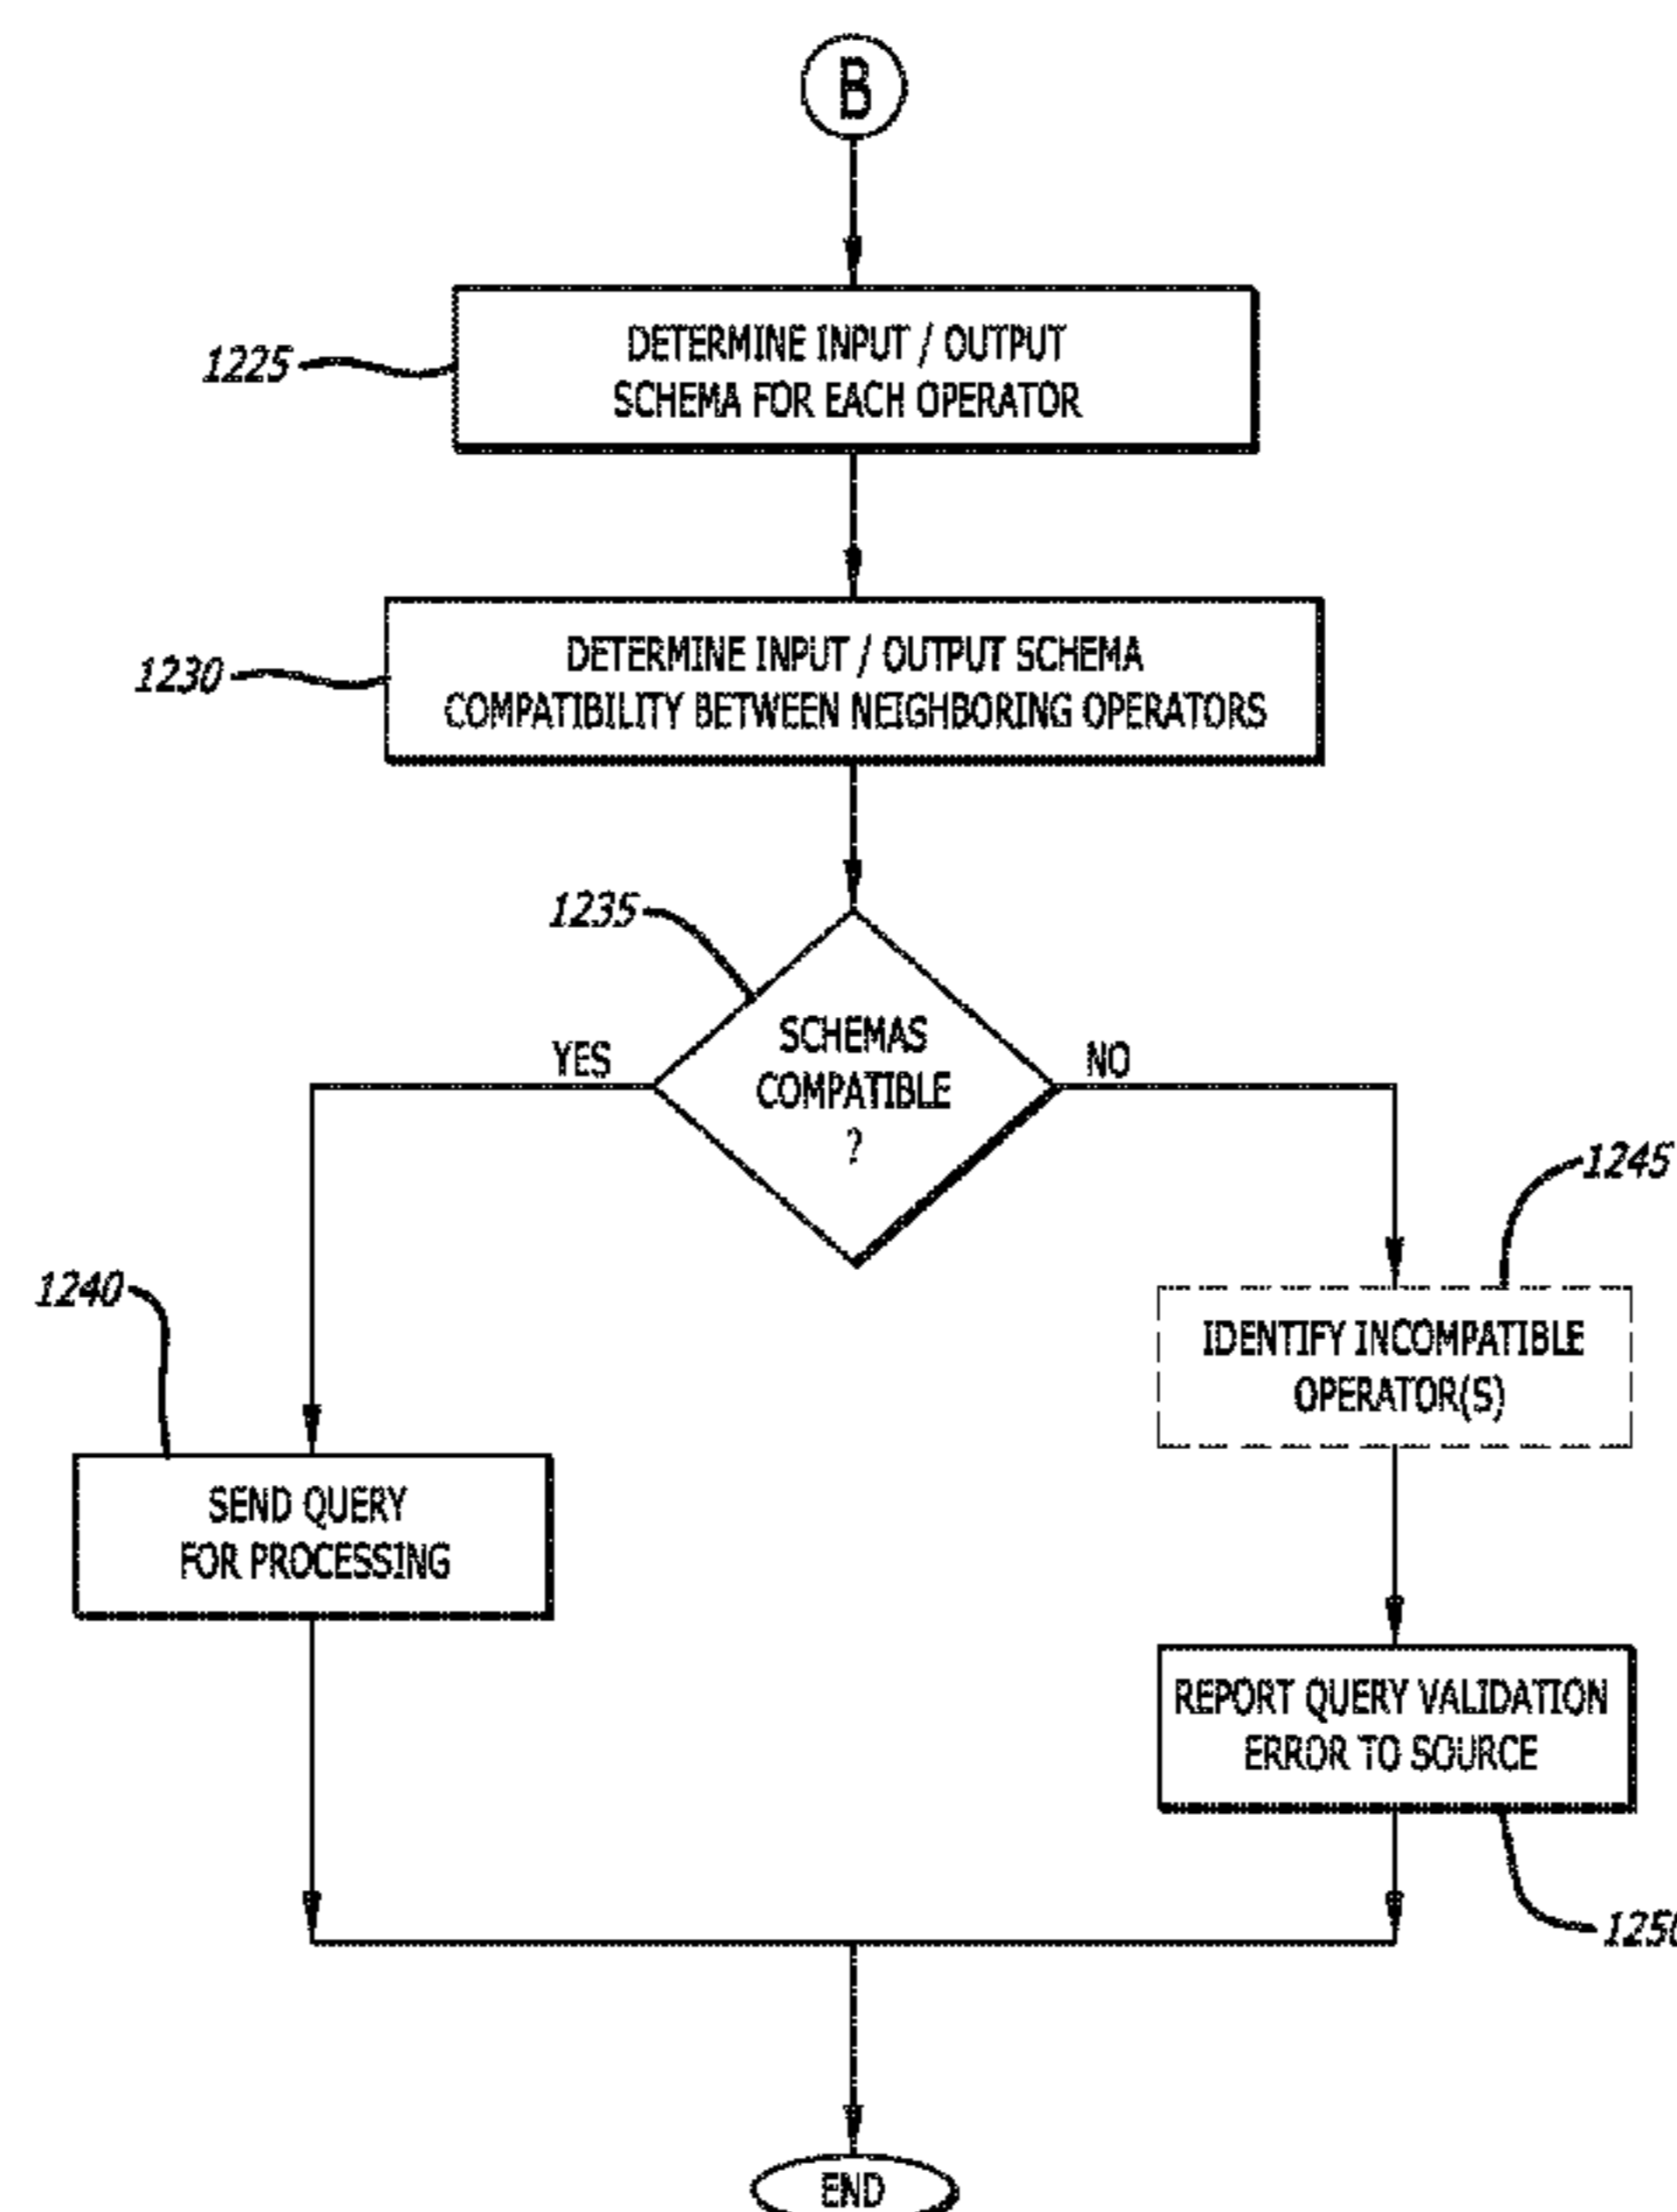 B
1225
DETERMINE INPUT / OUTPUT
SCHEMA FOR EACH OPERATOR
1230
DETERMINE INPUT / OUTPUT SCHEMA
COMPATIBILITY BETWEEN NEIGHBORING OPERATORS
1235
SCHEMAS
COMPATIBLE
?
YES
NO
1245
IDENTIFY INCOMPATIBLE
OPERATOR(S)
1240
SEND QUERY
FOR PROCESSING
REPORT QUERY VALIDATION
ERROR TO SOURCE
1250
END